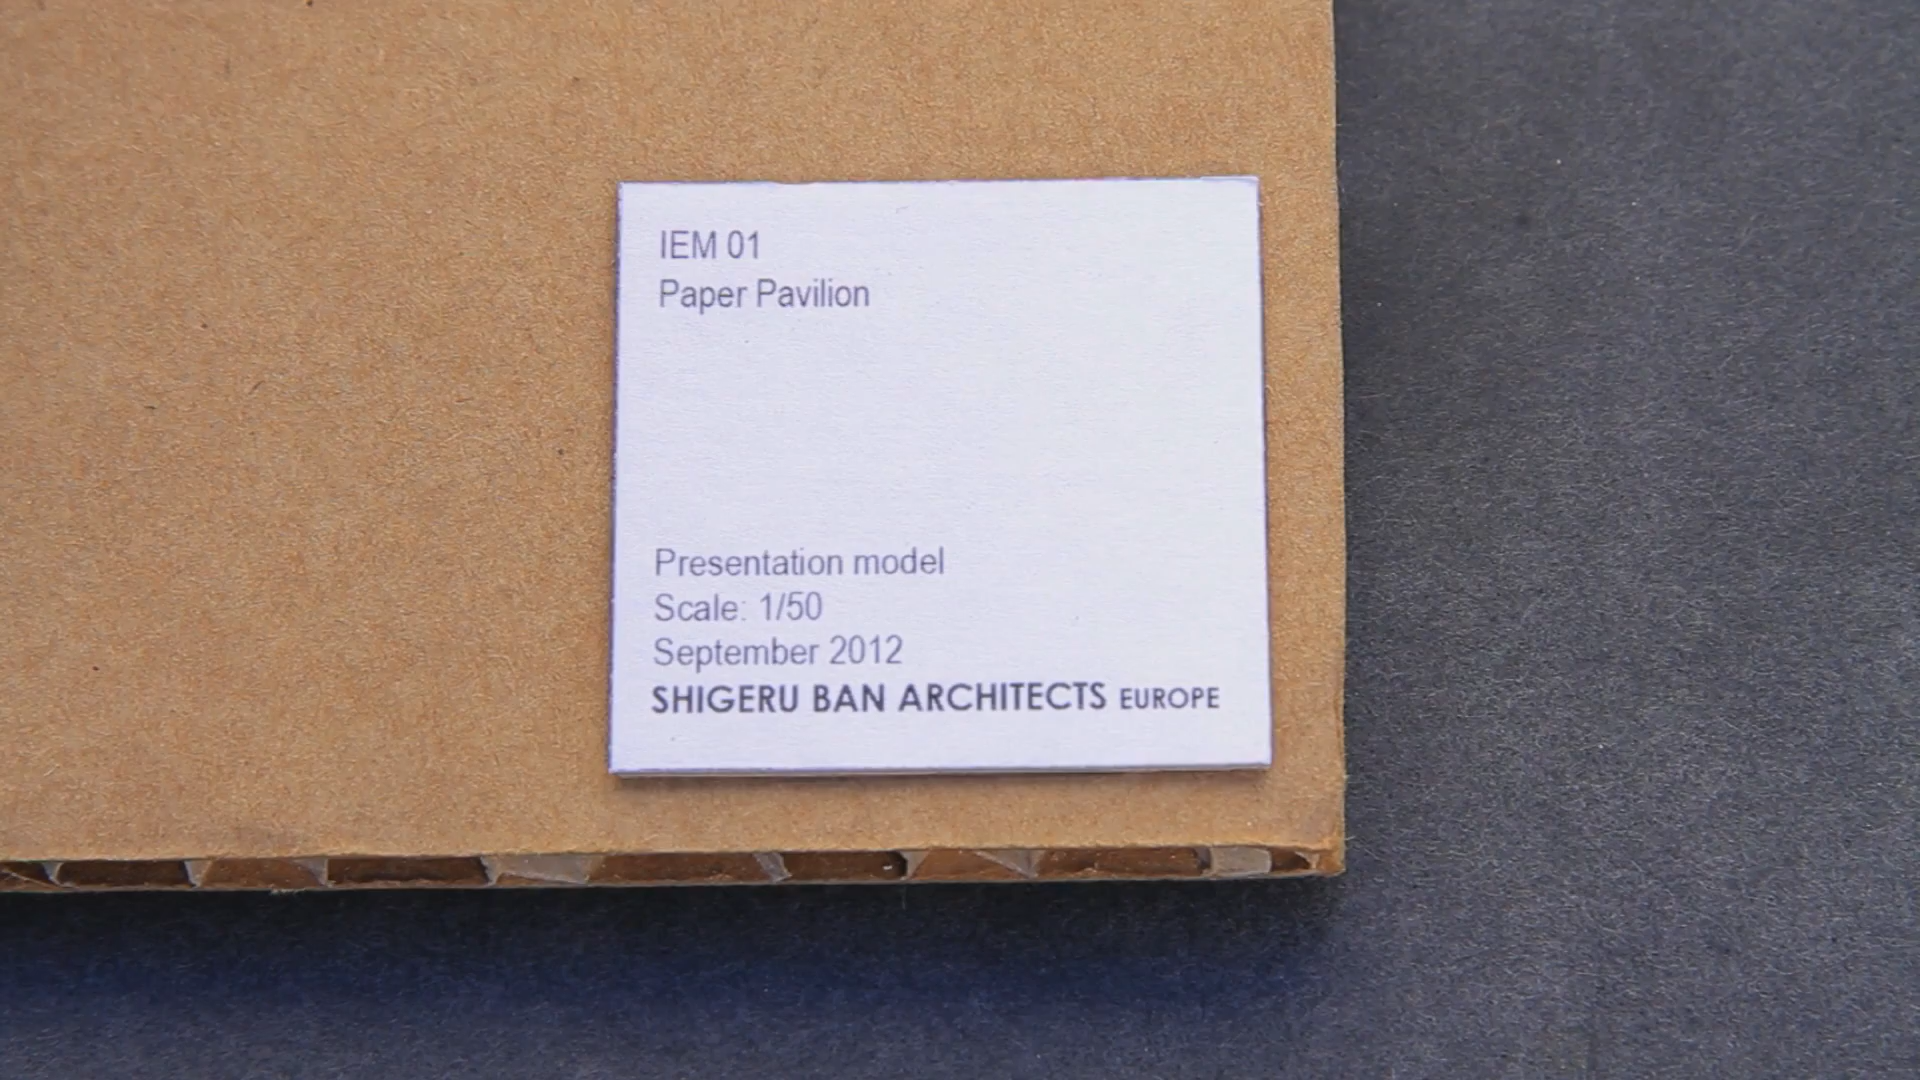 IEM 01
Paper Pavilion
Presentation model
Scale: 1/50
September 2012
SHIGERU BAN ARCHITECTS EUROPE